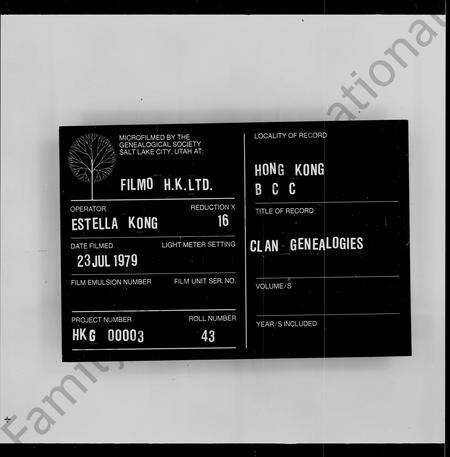 MICROFILMED BY THE
GENEALOGICAL SOCIETY
SALT LAKE CITY, UTAH AT:
FILMO H.K.LTD.
OPERATOR
REDUCTION X
ESTELLA KONG
16
DATE FILMED
LIGHT METER SETTING
23 JUL 1979
FILM EMULSION NUMBER
FILM UNIT SER. NO.
PROJECT NUMBER
ROLL NUMBER
HKG 00003
43
LOCALITY OF RECORD
HONG KONG
B C C
TITLE OF RECORD
CLAN GENEALOGIES
VOLUME/S
YEAR/S INCLUDED